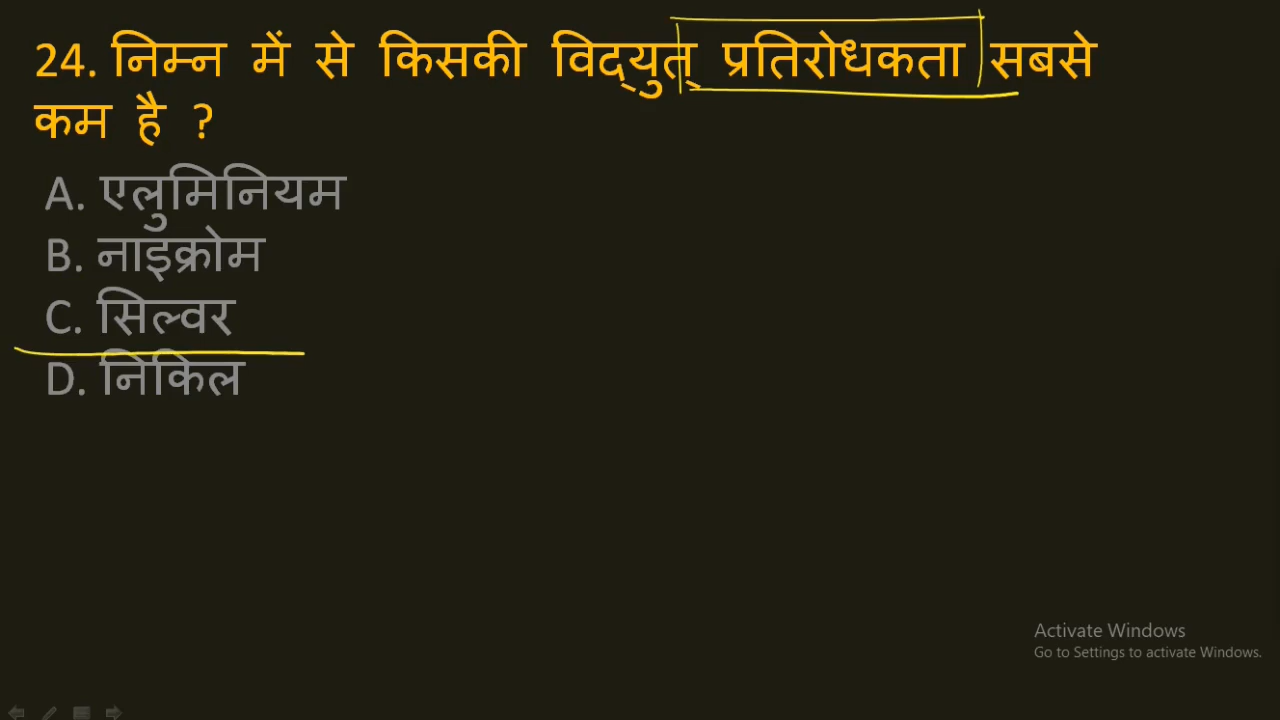 24. निम्न में से किसकी विद्युत् प्रतिरोधकता सबसे
कम है ?
A. एलुमिनियम
B. नाइक्रोम
C. सिल्वर
D. निकिल
Activate Windows
Go to Settings to activate Windows.